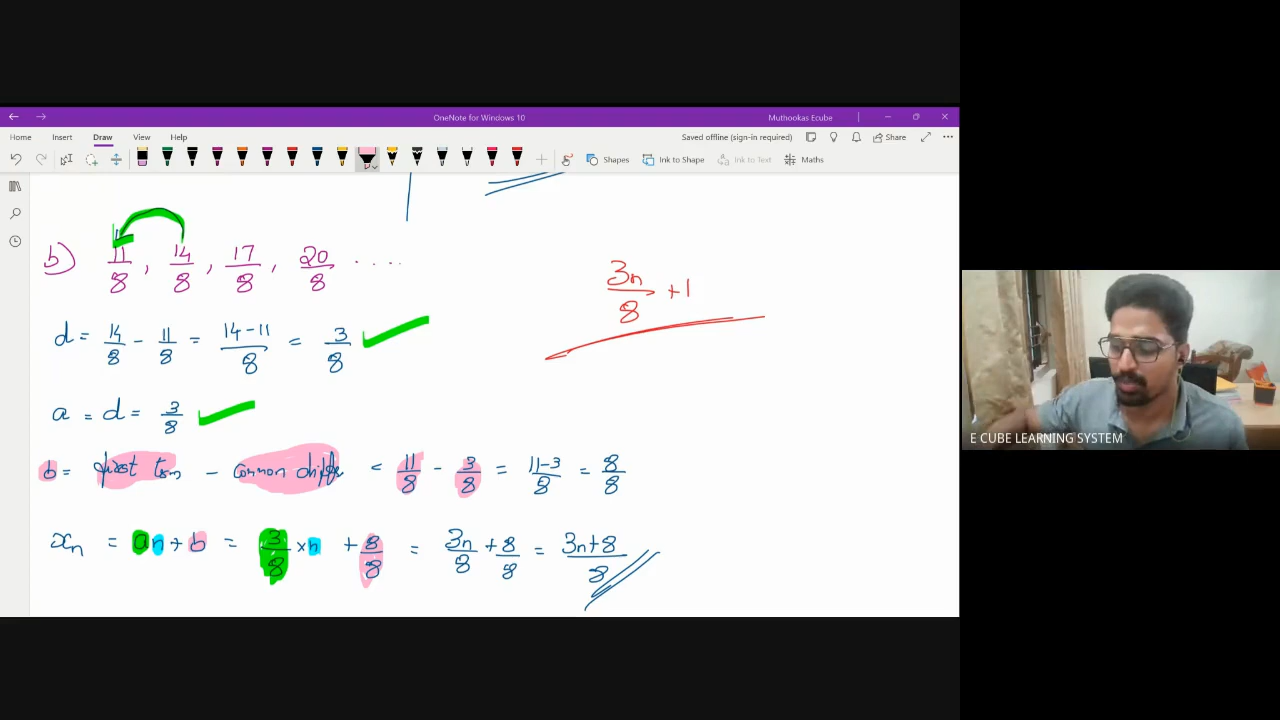 OneNote for Windows 10
Muthookas Ecube
Home Insert Draw View Help
Saved offline (sign-in required) Share
Shapes Ink to Shape Ink to Text Maths
b) 11/8, 14/8, 17/8, 20/8 ....
3n/8 +1
d = 14/8 - 11/8 = 14-11/8 = 3/8
a = d = 3/8
b = first term - common diffe = 11/8 - 3/8 = 11-3/8 = 8/8
xn = an + b = 3/8 × n + 8/8 = 3n/8 + 8/8 = 3n+8/8
E CUBE LEARNING SYSTEM